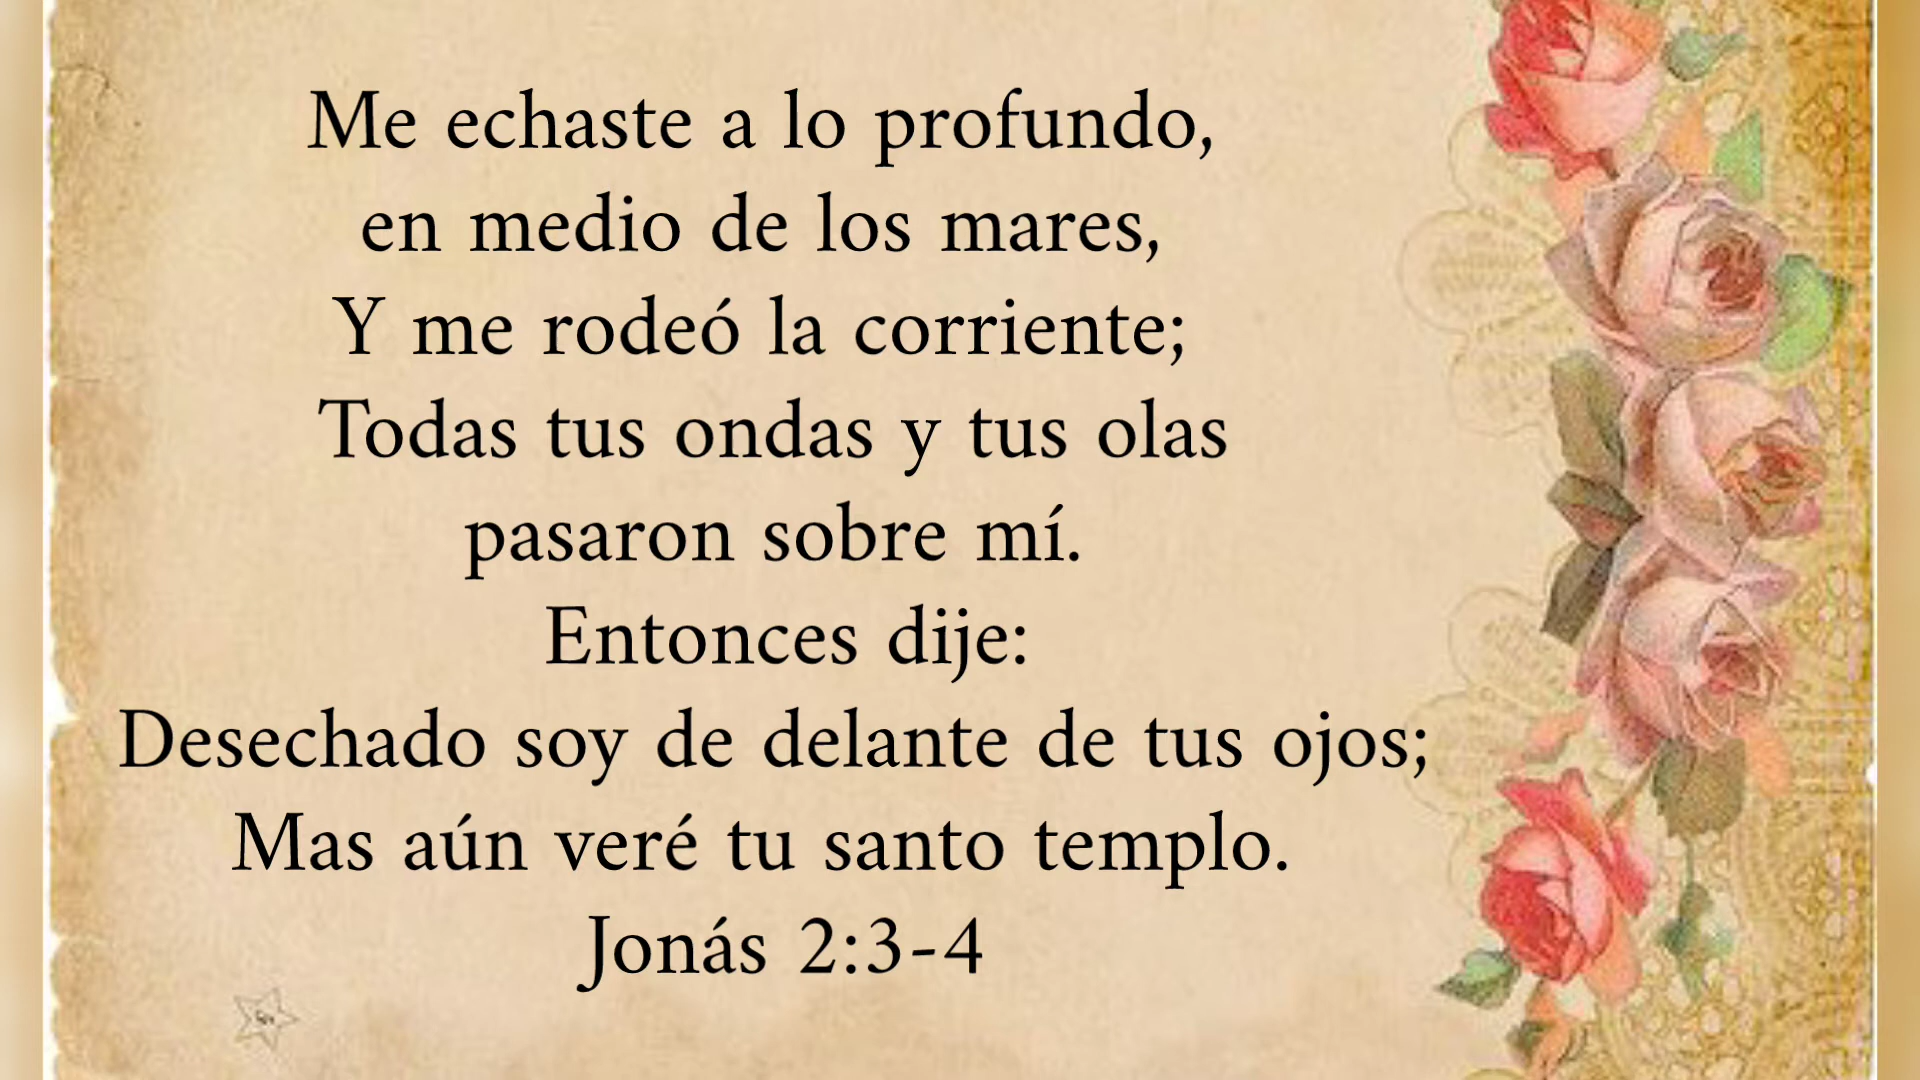 Me echaste a lo profundo,
en medio de los mares,
Y me rodeó la corriente;
Todas tus ondas y tus olas
pasaron sobre mí.
Entonces dije:
Desechado soy de delante de tus ojos;
Mas aún veré tu santo templo.
Jonás 2:3-4